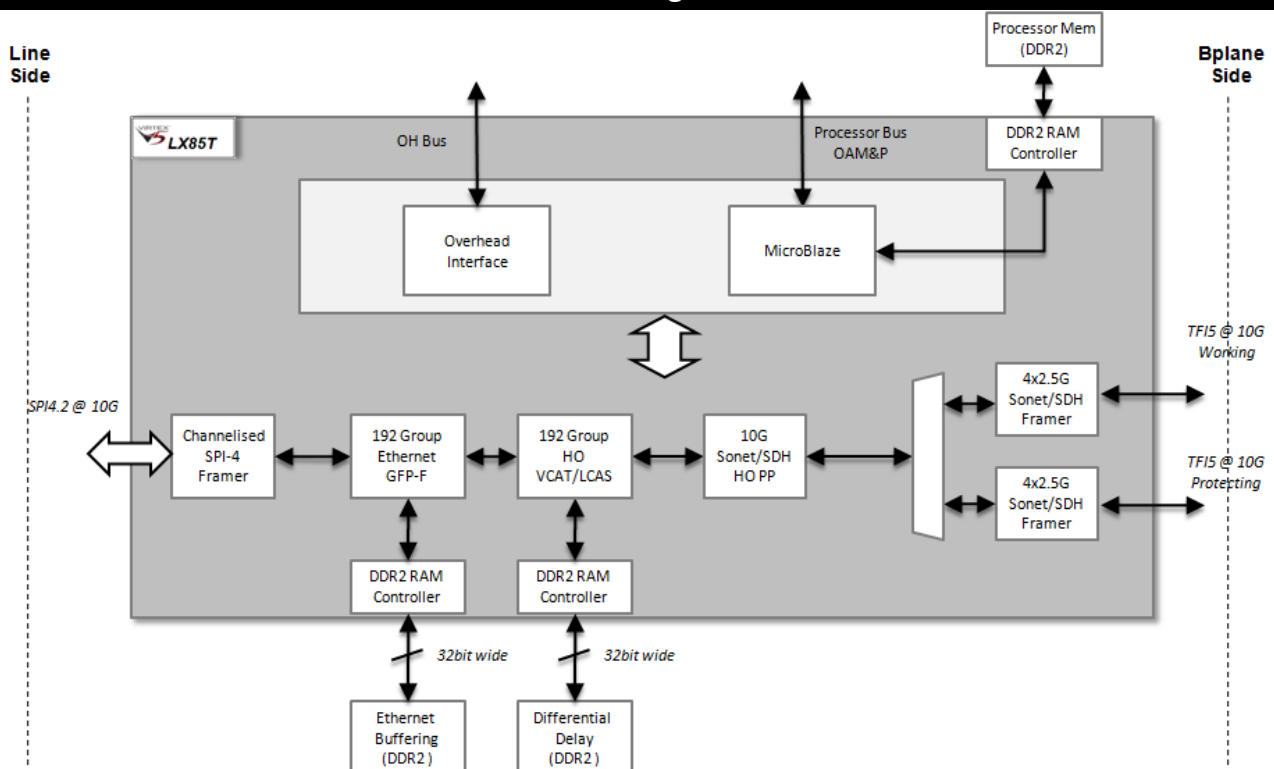 Processor Mem
(DDR2)
Line
Side
Bplane
Side
VIRTEX
5 LX85T
OH Bus
Processor Bus
OAM&P
DDR2 RAM
Controller
Overhead
Interface
MicroBlaze
TFI5 @ 10G
Working
SPI4.2 @ 10G
Channelised
SPI-4
Framer
192 Group
Ethernet
GFP-F
192 Group
HO
VCAT/LCAS
10G
Sonet/SDH
HO PP
4x2.5G
Sonet/SDH
Framer
TFI5 @ 10G
Protecting
4x2.5G
Sonet/SDH
Framer
DDR2 RAM
Controller
DDR2 RAM
Controller
32bit wide
32bit wide
Ethernet
Buffering
(DDR2 )
Differential
Delay
(DDR2 )